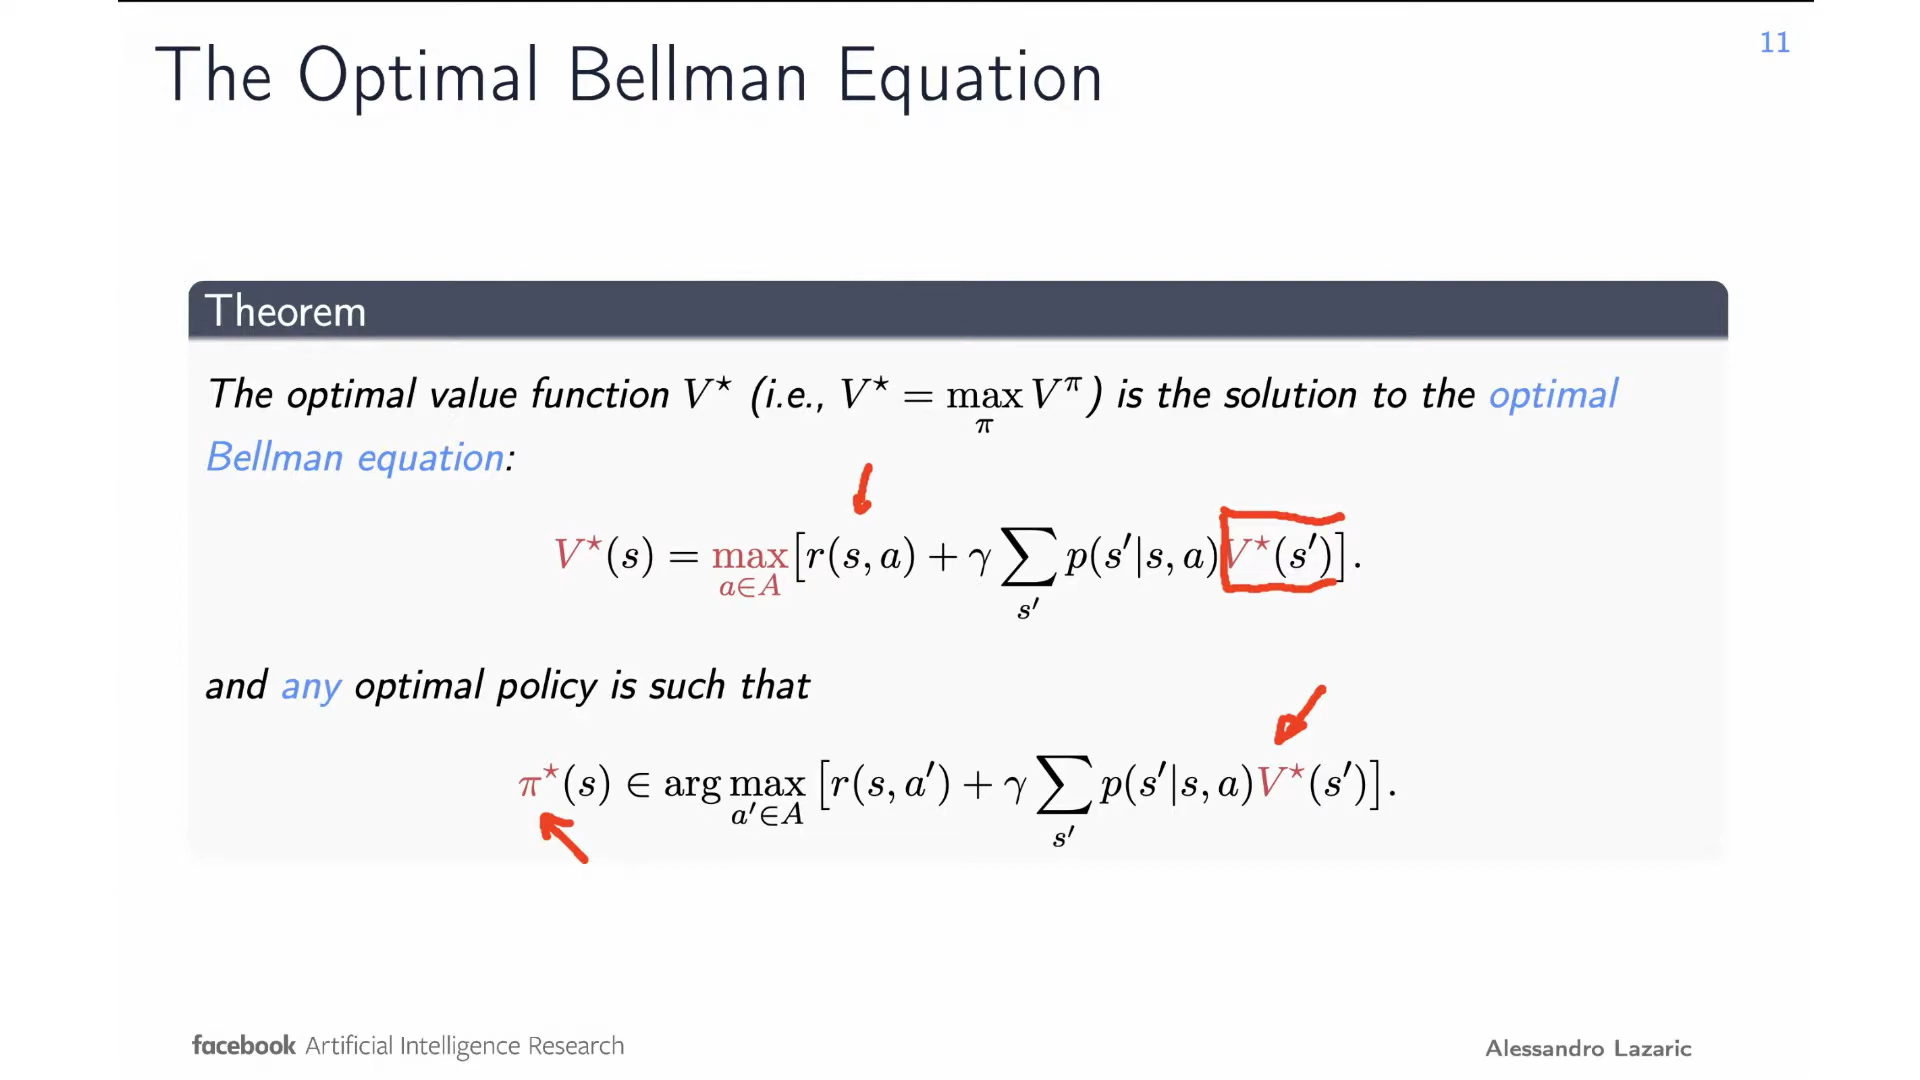 The Optimal Bellman Equation
11
Theorem
The optimal value function V⋆ (i.e., V⋆ = max_π V^π) is the solution to the optimal
Bellman equation:
V⋆(s) = max_{a∈A} [r(s, a) + γ ∑_{s′} p(s′|s, a)V⋆(s′)].
and any optimal policy is such that
π⋆(s) ∈ arg max_{a′∈A} [r(s, a′) + γ ∑_{s′} p(s′|s, a)V⋆(s′)].
facebook Artificial Intelligence Research
Alessandro Lazaric